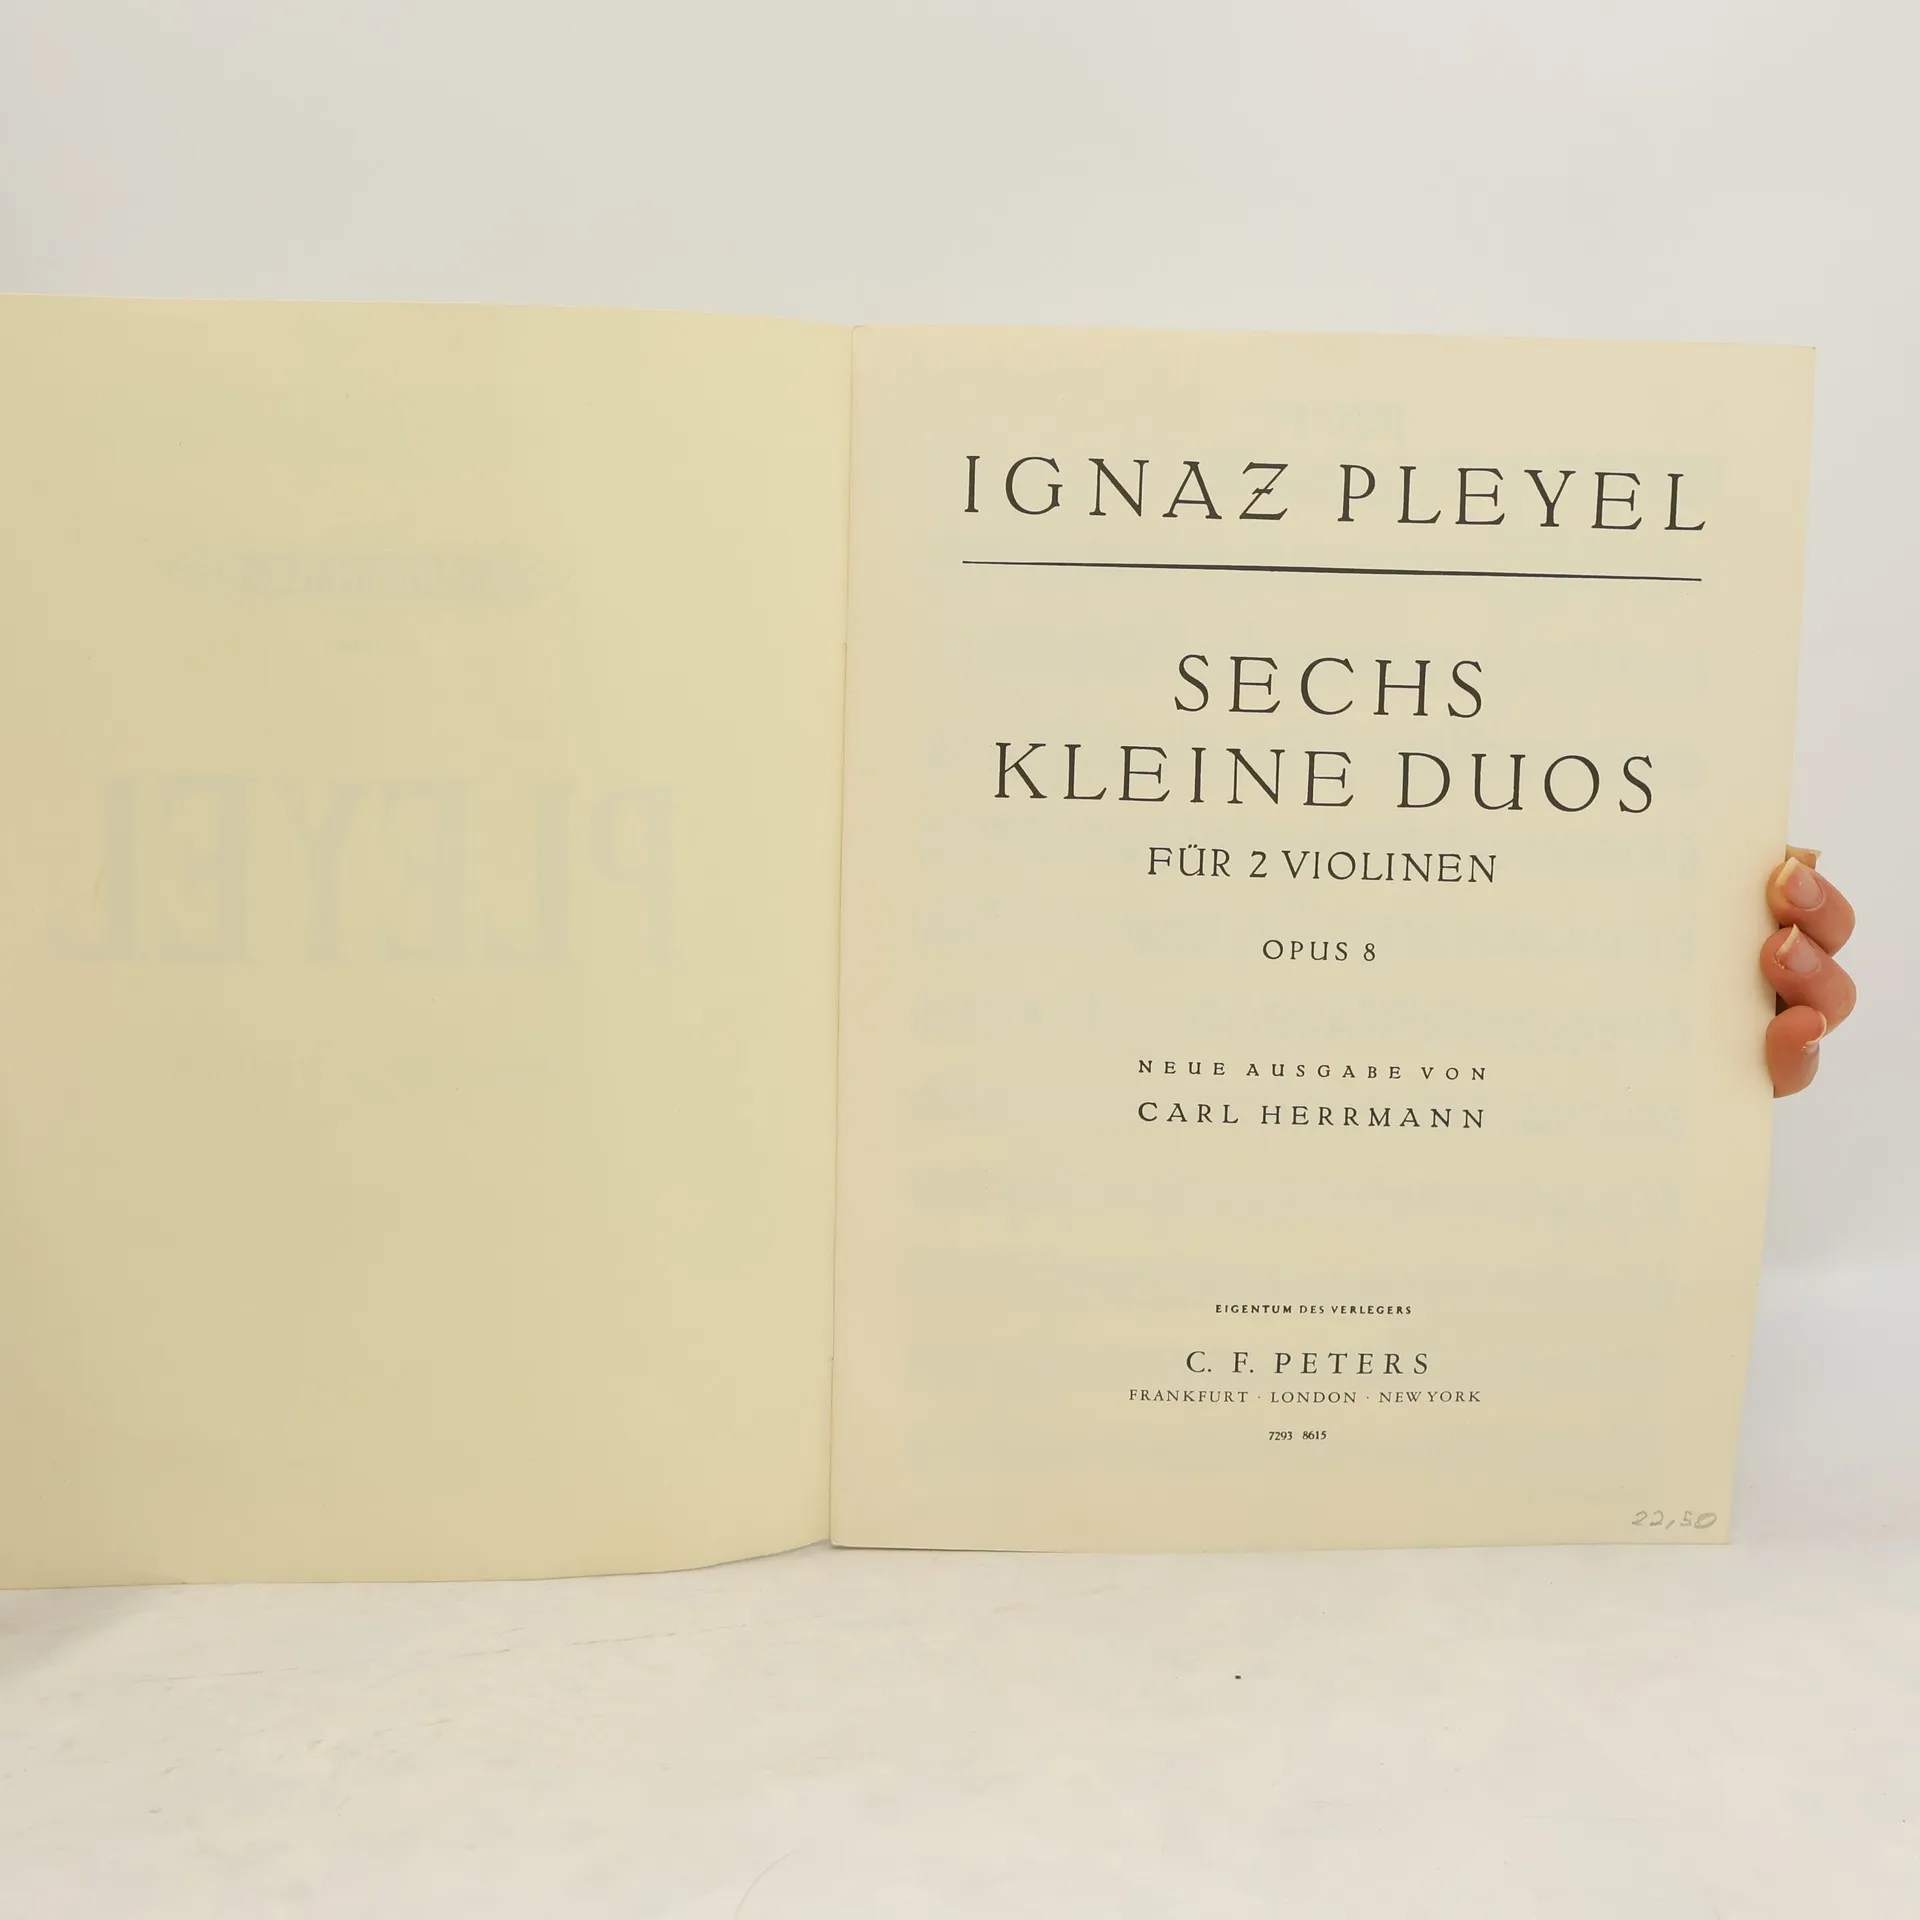 PLEYEL
IGNAZ PLEYEL
SECHS
KLEINE DUOS
FÜR 2 VIOLINEN
OPUS 8
NEUE AUSGABE VON
CARL HERRMANN
EIGENTUM DES VERLEGERS
C. F. PETERS
FRANKFURT · LONDON · NEW YORK
7293 8615
22,50